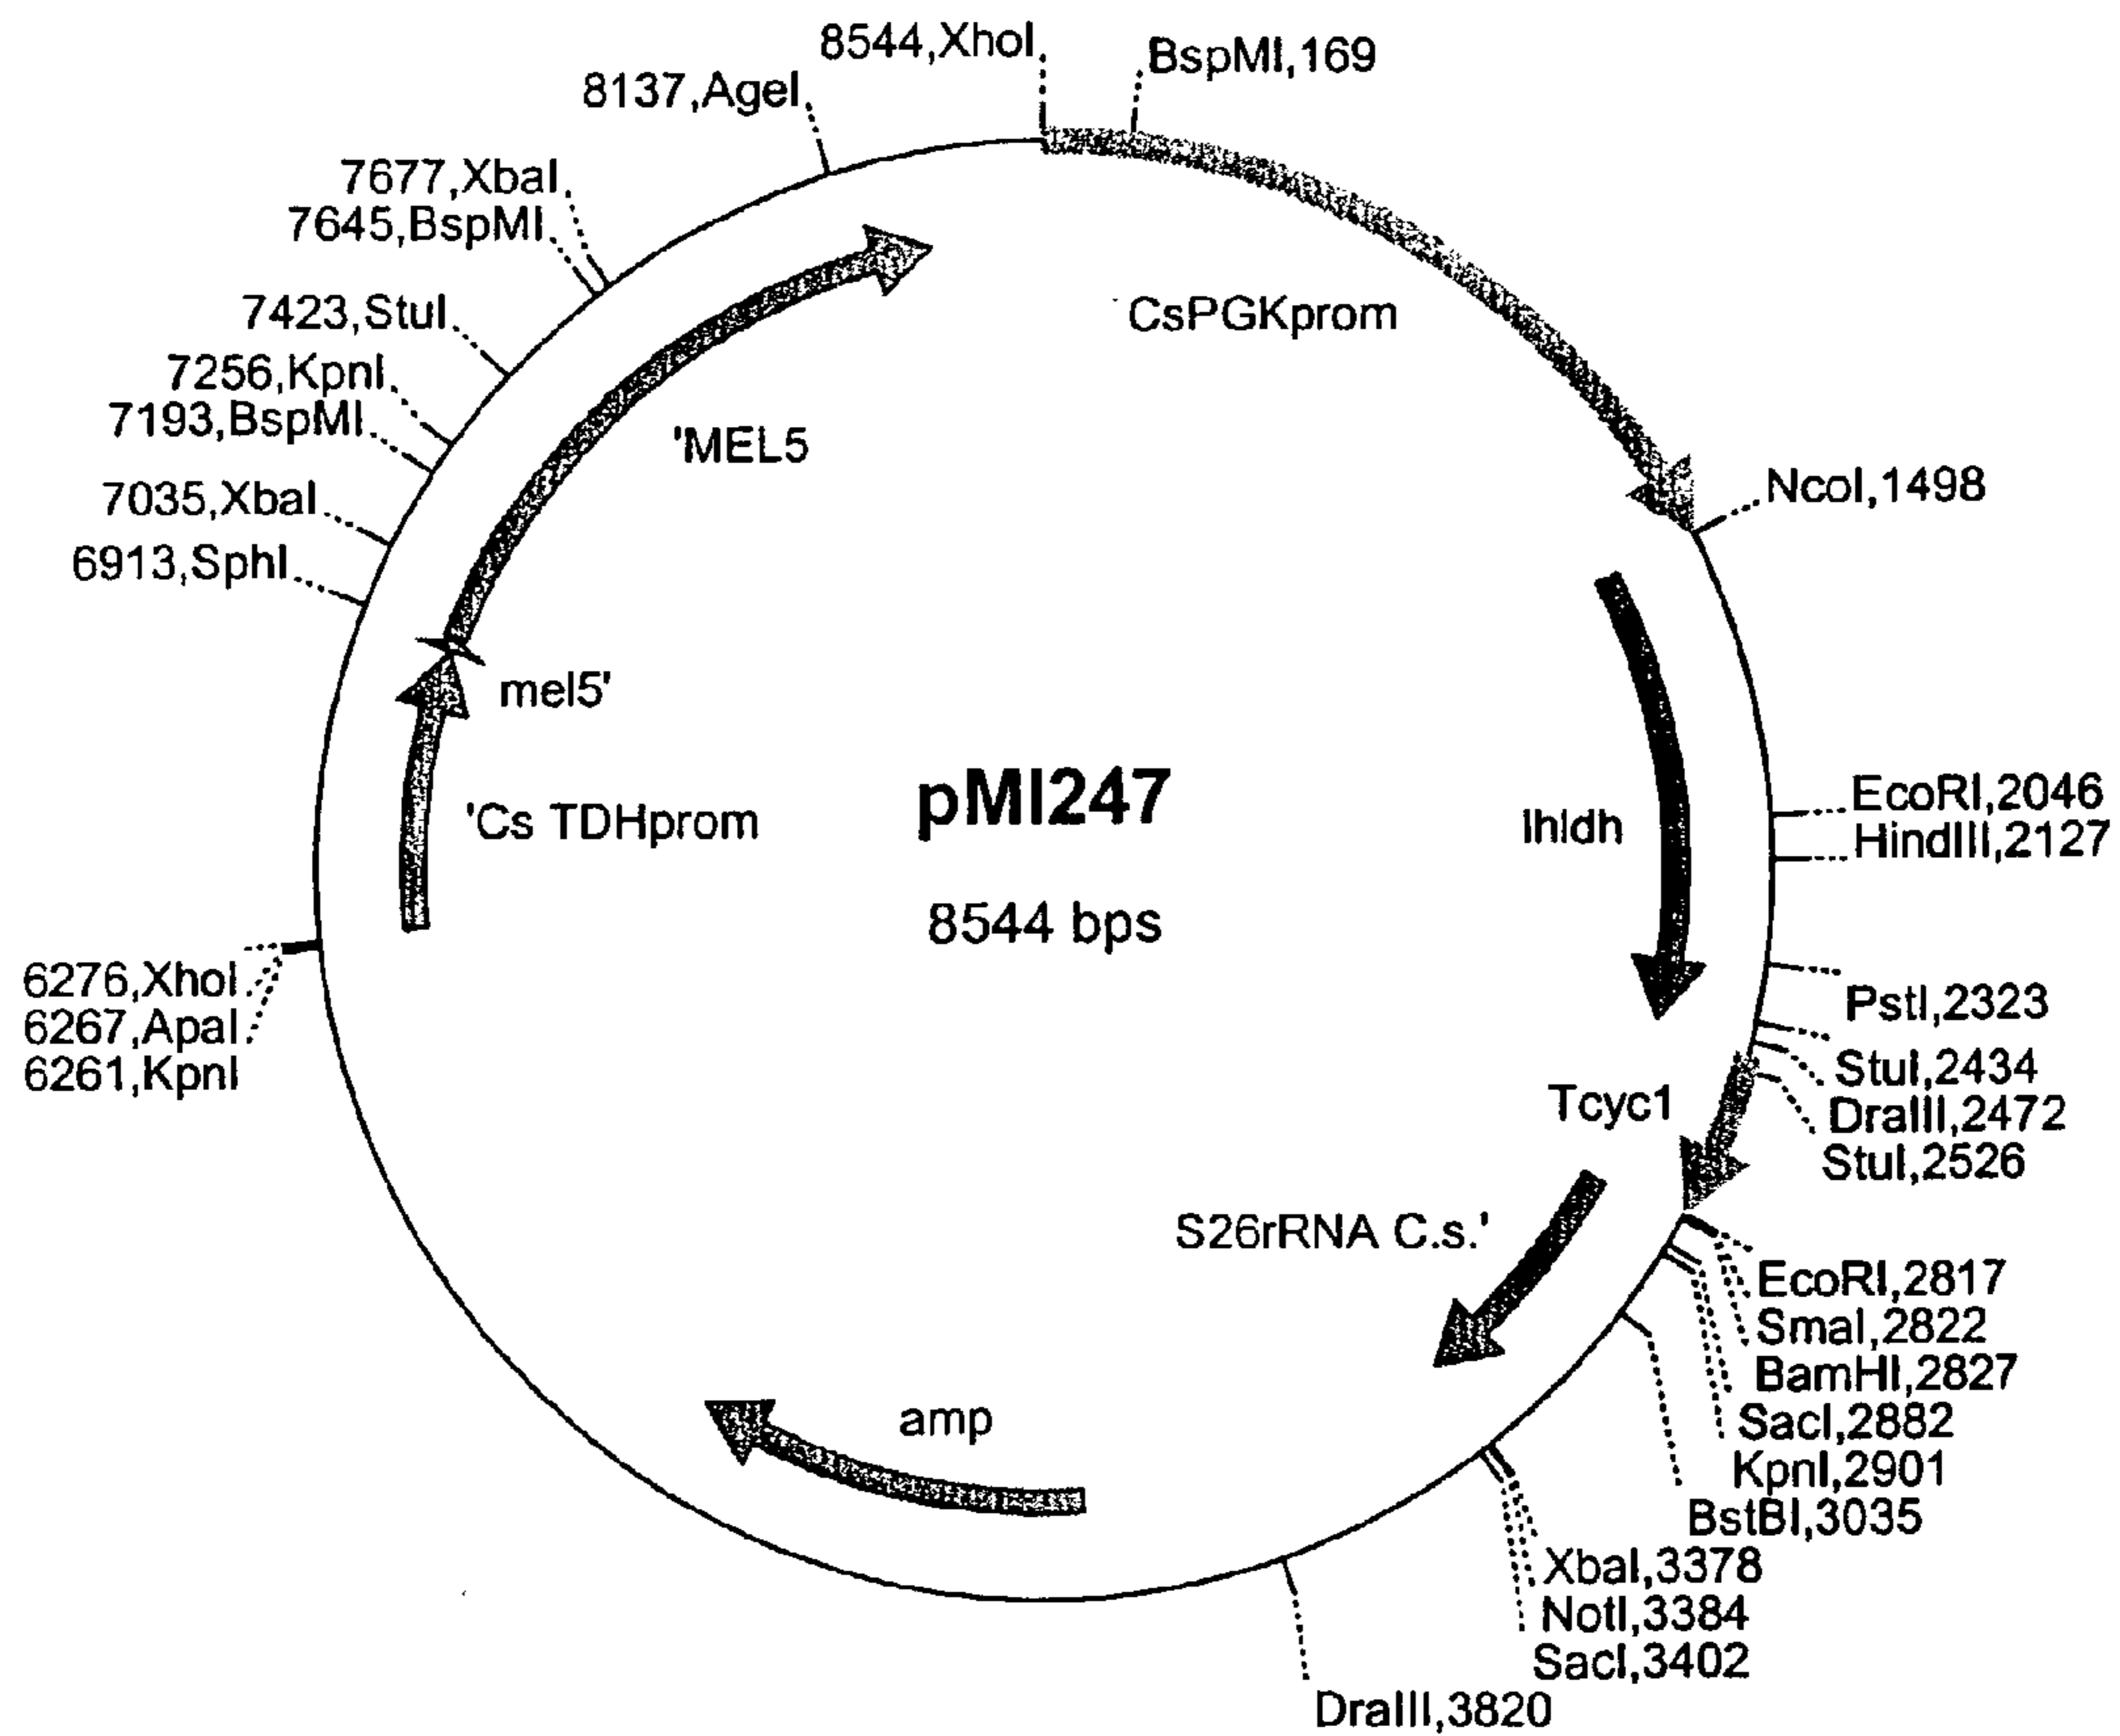 8544,XhoI
BspMI,169
8137,AgeI
7677,XbaI
7645,BspMI
7423,StuI
7256,KpnI
7193,BspMI
7035,XbaI
6913,SphI
CsPGKprom
'MEL5
NcoI,1498
mel5'
pMI247
'Cs TDHprom
lhldh
EcoRI,2046
HindIII,2127
8544 bps
6276,XhoI
6267,ApaI
6261,KpnI
PstI,2323
StuI,2434
DraIII,2472
StuI,2526
Tcyc1
S26rRNA C.s.'
EcoRI,2817
SmaI,2822
BamHI,2827
SacI,2882
KpnI,2901
BstBI,3035
amp
XbaI,3378
NotI,3384
SacI,3402
DraIII,3820